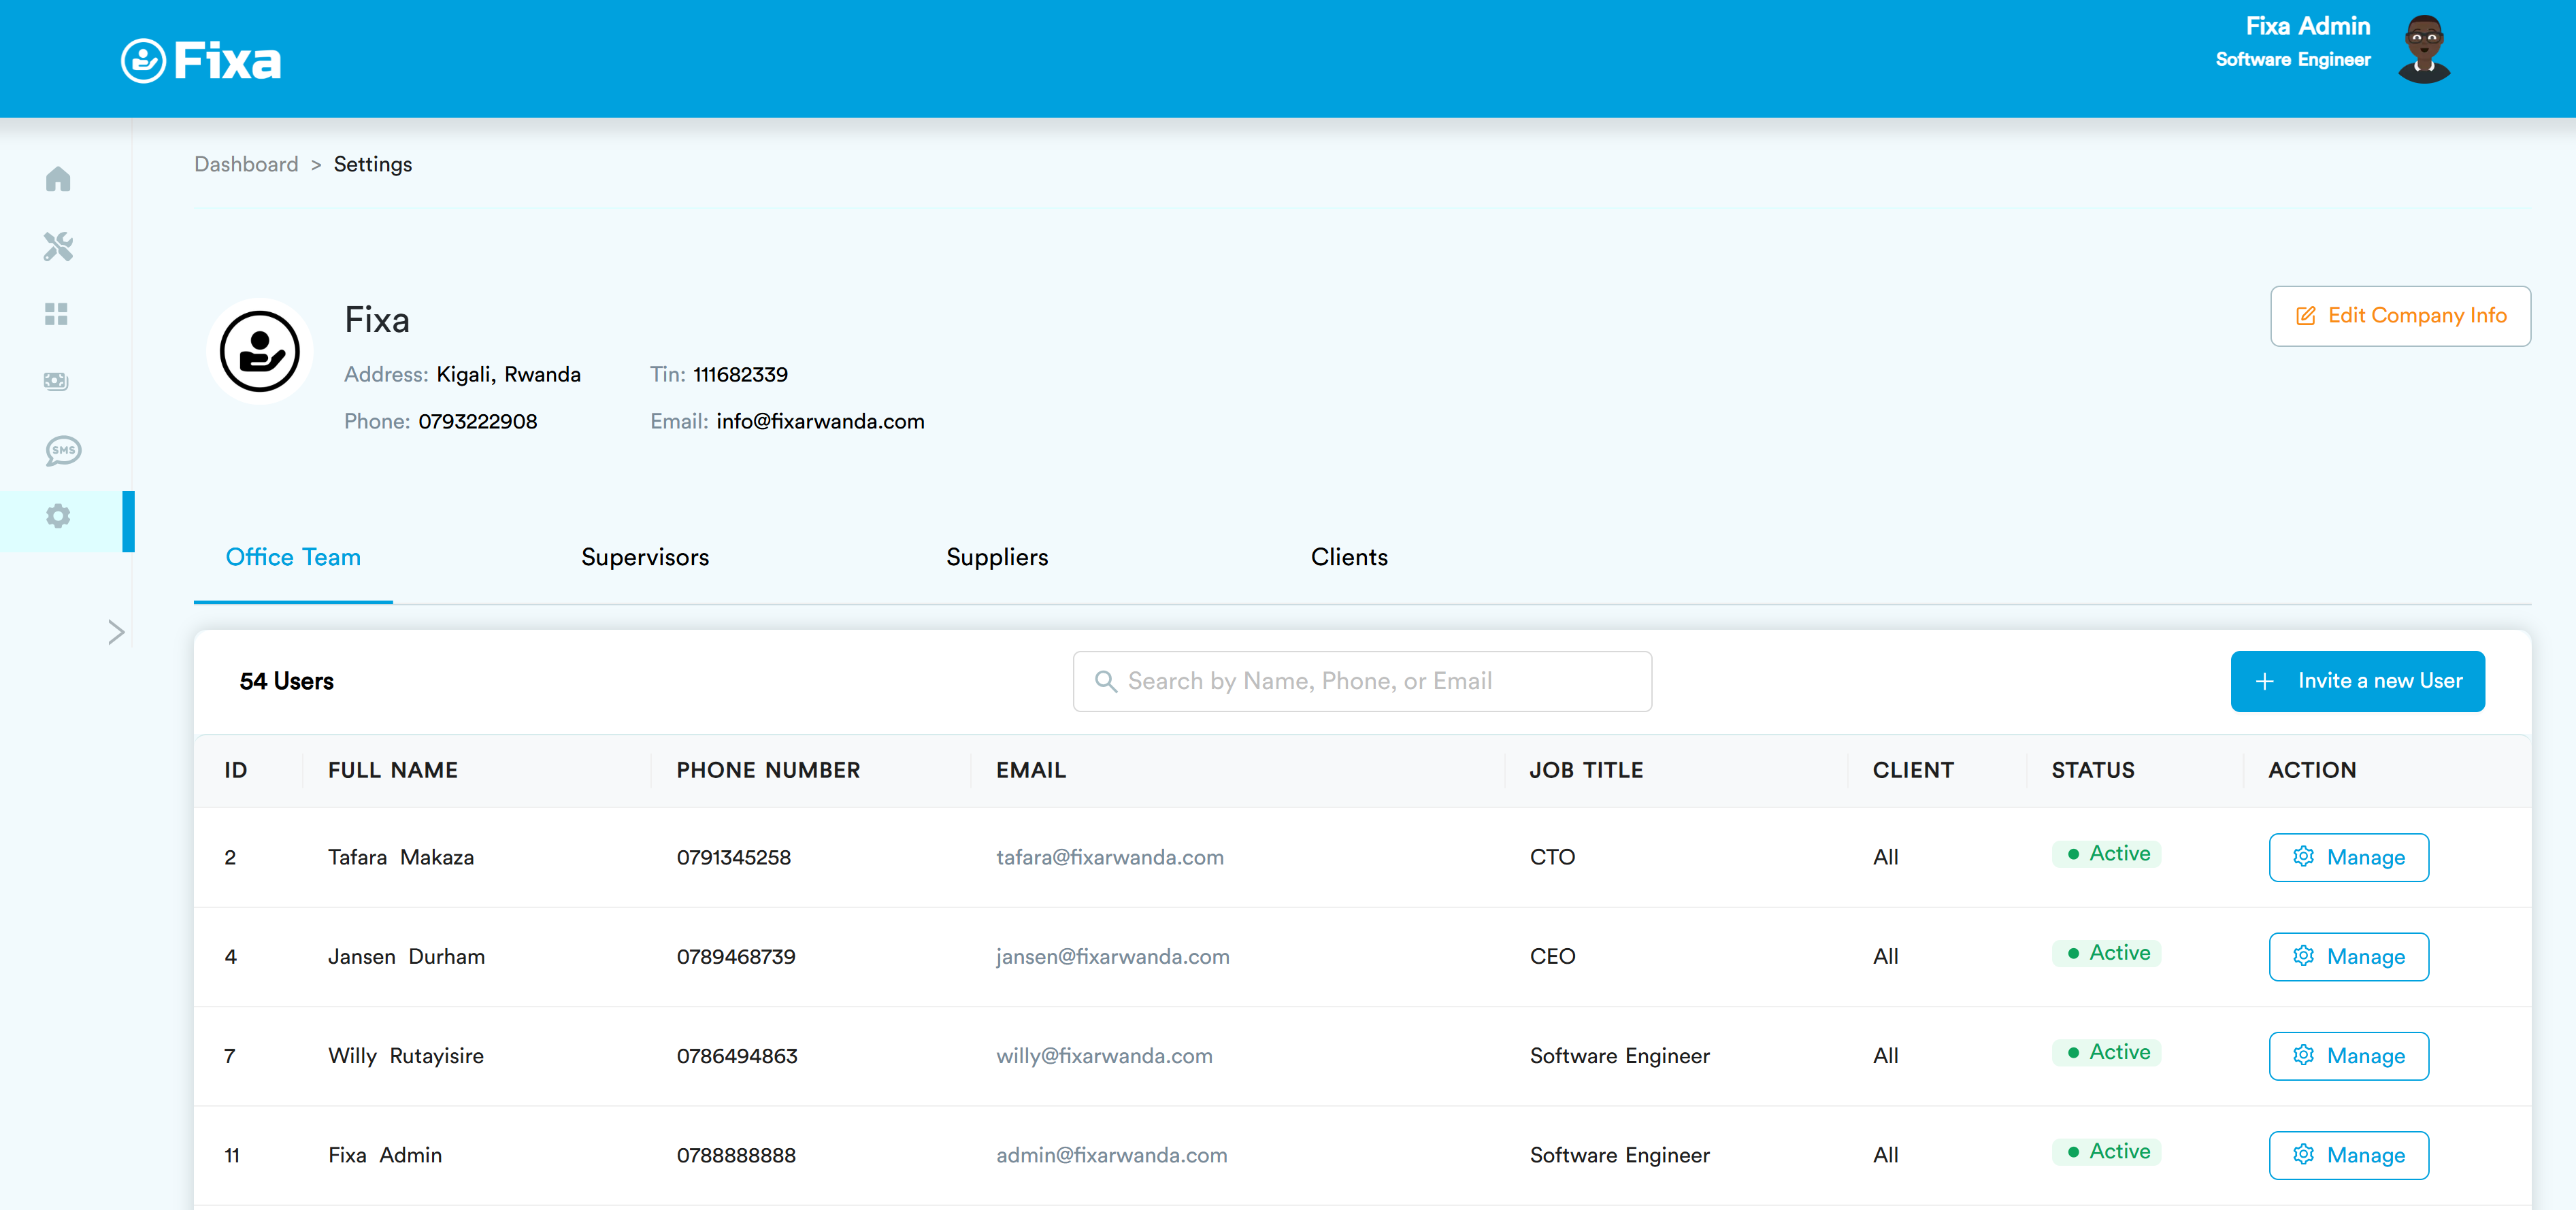 Fixa
Fixa Admin
Software Engineer
Dashboard > Settings
Fixa
Edit Company Info
Address: Kigali, Rwanda Tin: 111682339
Phone: 0793222908 Email: info@fixarwanda.com
SMS
Office Team Supervisors Suppliers Clients
54 Users Search by Name, Phone, or Email + Invite a new User
ID FULL NAME PHONE NUMBER EMAIL JOB TITLE CLIENT STATUS ACTION
2 Tafara Makaza 0791345258 tafara@fixarwanda.com CTO All Active Manage
4 Jansen Durham 0789468739 jansen@fixarwanda.com CEO All Active Manage
7 Willy Rutayisire 0786494863 willy@fixarwanda.com Software Engineer All Active Manage
11 Fixa Admin 0788888888 admin@fixarwanda.com Software Engineer All Active Manage